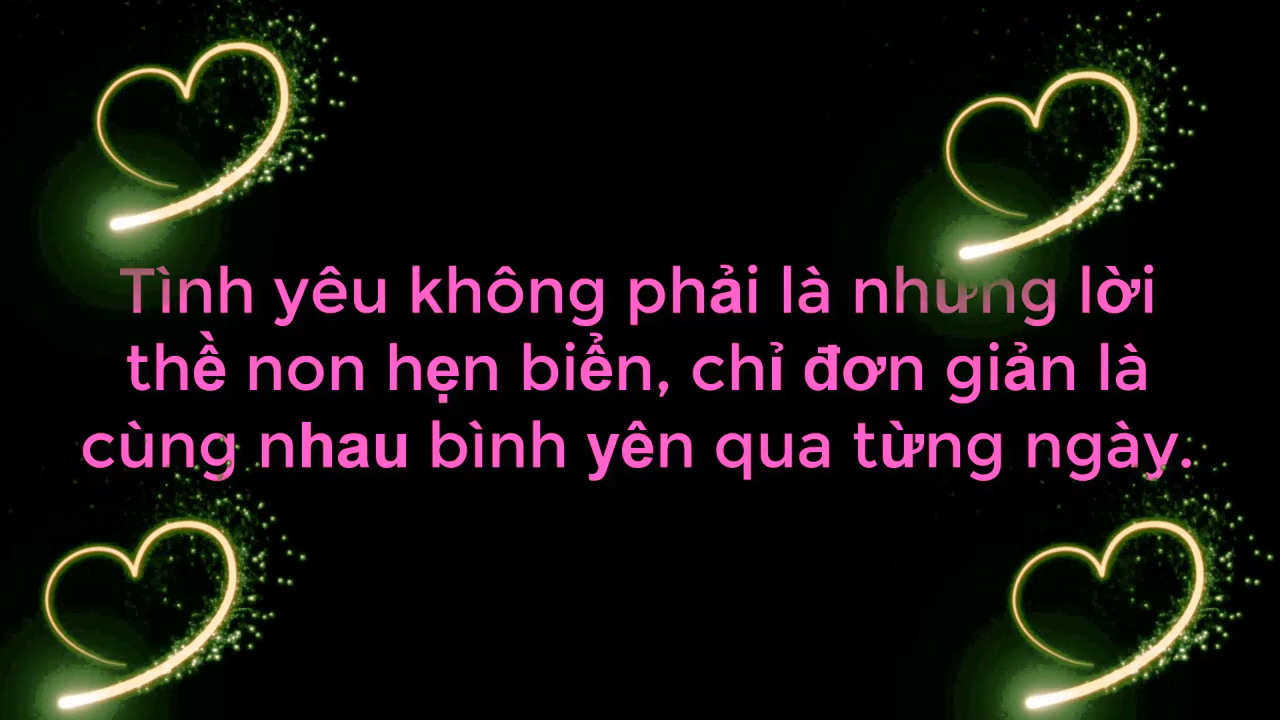 Tình yêu không phải là những lời
thề non hẹn biển, chỉ đơn giản là
cùng nhau bình yên qua từng ngày.